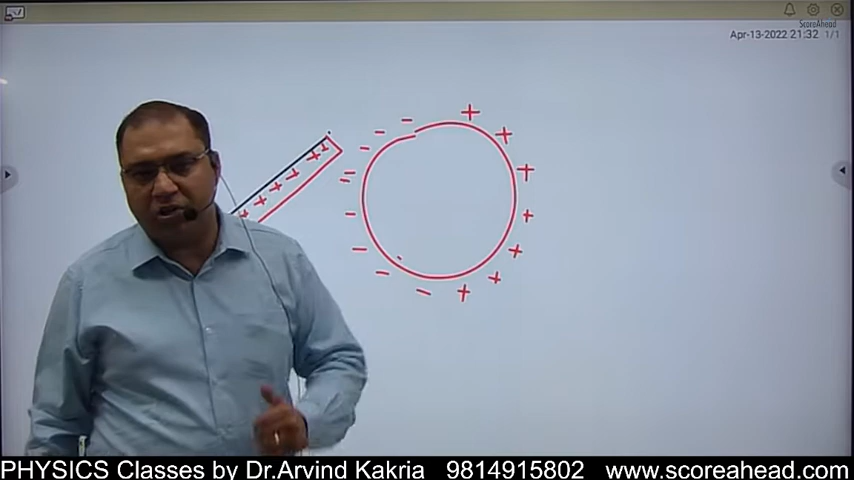 ScoreAhead
Apr-13-2022 21:32 1/1
PHYSICS Classes by Dr.Arvind Kakria 9814915802 www.scoreahead.com